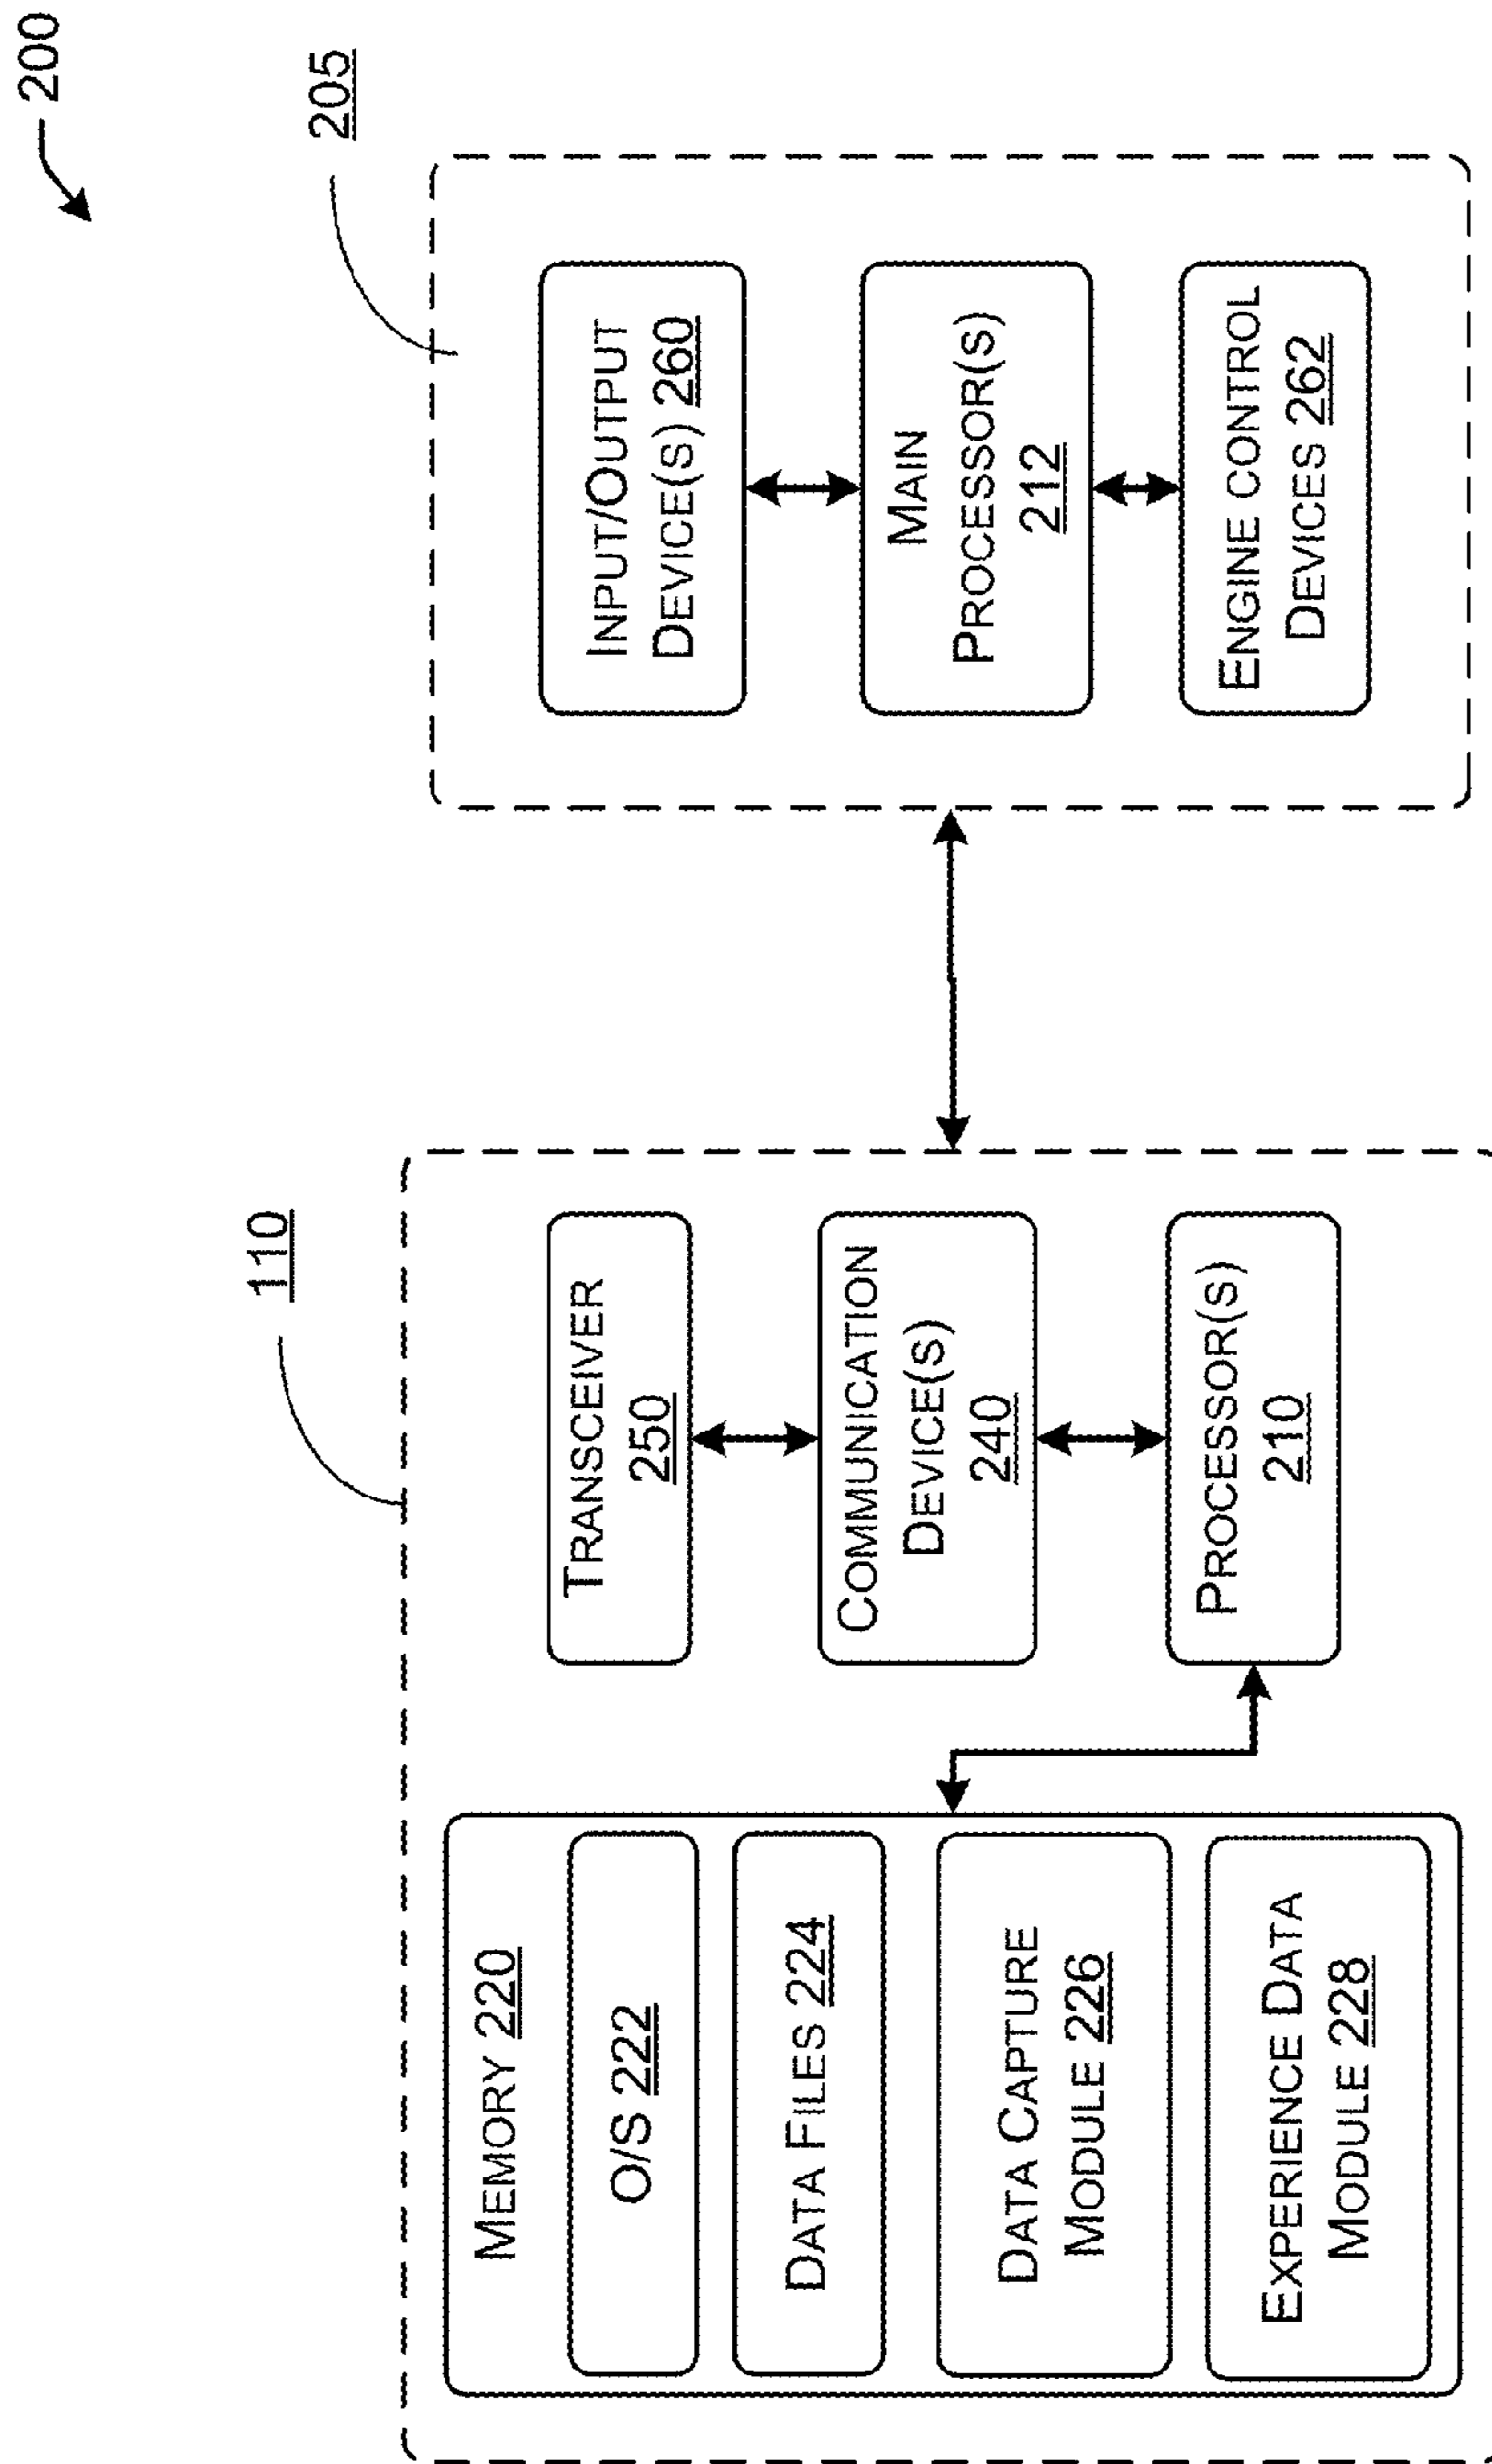 200
110
205
MEMORY 220
O/S 222
DATA FILES 224
DATA CAPTURE
MODULE 226
EXPERIENCE DATA
MODULE 228
TRANSCEIVER
250
COMMUNICATION
DEVICE(S)
240
PROCESSOR(S)
210
INPUT/OUTPUT
DEVICE(S) 260
MAIN
PROCESSOR(S)
212
ENGINE CONTROL
DEVICES 262